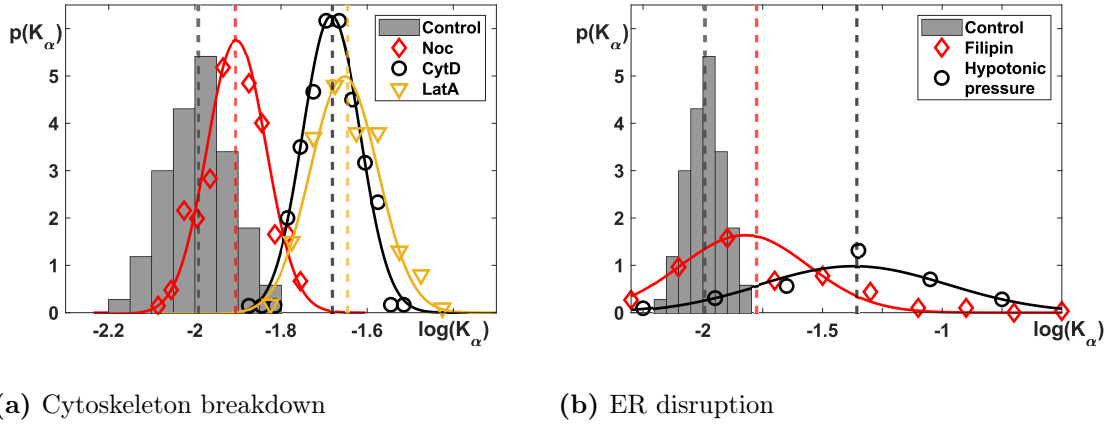 p(K_α)
Control
Noc
CytD
LatA
5
4
3
2
1
0
-2.2
-2
-1.8
-1.6
log(K_α)
p(K_α)
Control
Filipin
Hypotonic
pressure
5
4
3
2
1
0
-2
-1.5
-1
log(K_α)
a) Cytoskeleton breakdown
(b) ER disruption